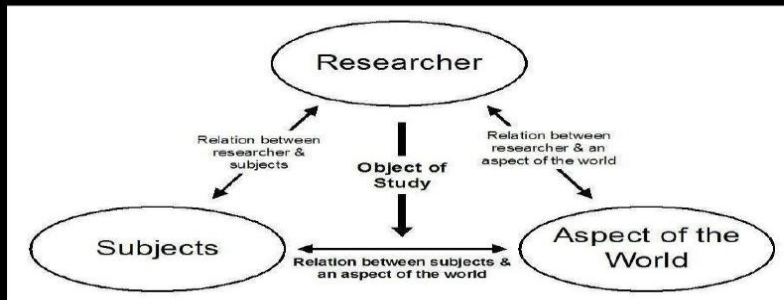 Researcher
Relation between
researcher &
subjects
Object of
Study
Relation between
researcher & an
aspect of the world
Subjects
Relation between subjects &
an aspect of the world
Aspect of the
World